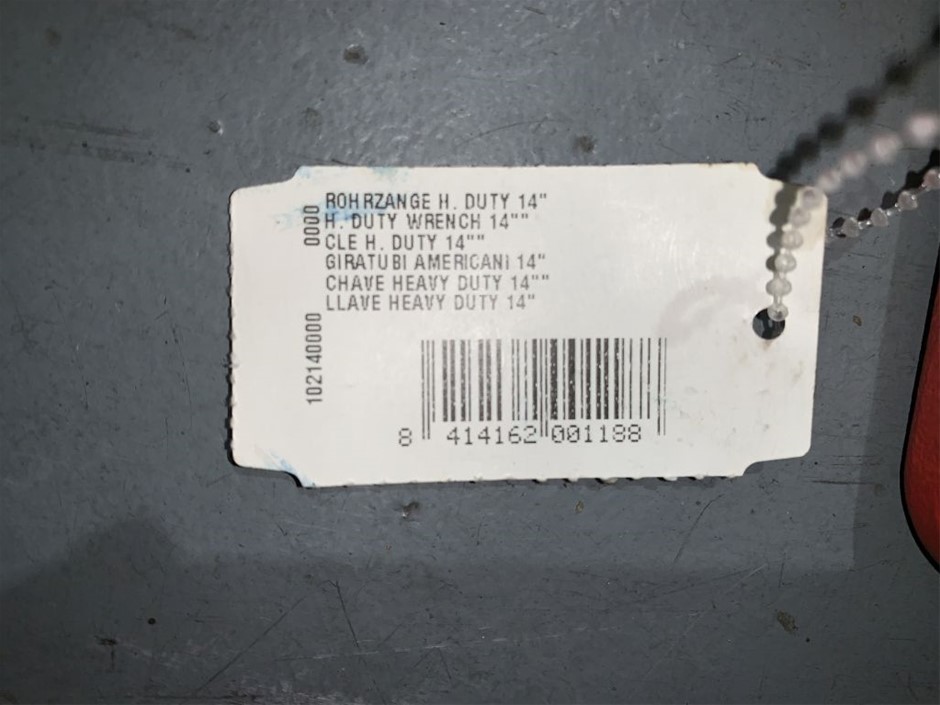 ROHRZANGE H. DUTY 14"
H. DUTY WRENCH 14""
CLE H. DUTY 14""
GIRATUBI AMERICANI 14"
CHAVE HEAVY DUTY 14""
LLAVE HEAVY DUTY 14"
102140000 0000
8 414162 001188